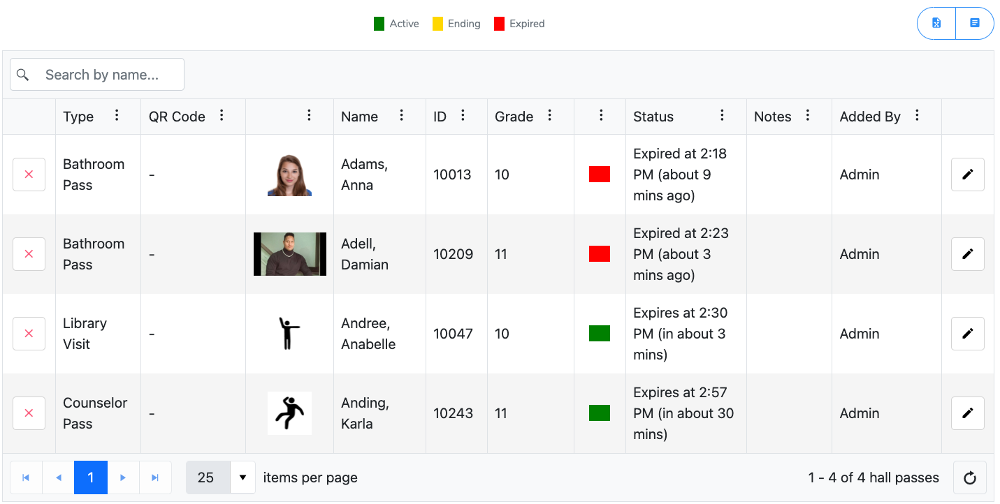 Active Ending Expired
Search by name...
Type QR Code Name ID Grade Status Notes Added By
Bathroom
Pass
-
Adams,
Anna
10013
10
Expired at 2:18
PM (about 9
mins ago)
Admin
Bathroom
Pass
-
Adell,
Damian
10209
11
Expired at 2:23
PM (about 3
mins ago)
Admin
Library
Visit
-
Andree,
Anabelle
10047
10
Expires at 2:30
PM (in about 3
mins)
Admin
Counselor
Pass
-
Anding,
Karla
10243
11
Expires at 2:57
PM (in about 30
mins)
Admin
1 25 items per page 1 - 4 of 4 hall passes